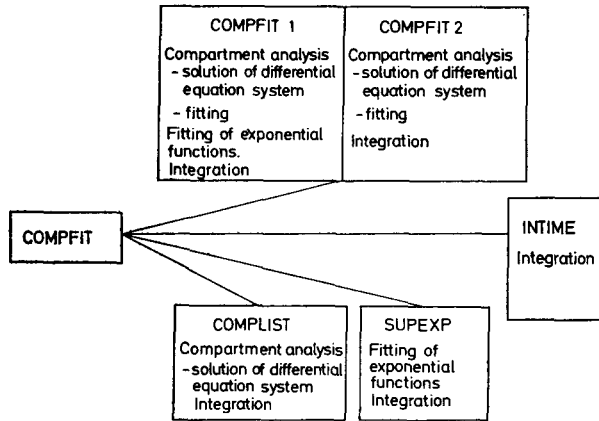 COMPFIT 1
Compartment analysis
- solution of differential
equation system
- fitting
Fitting of exponential
functions.
Integration
COMPFIT 2
Compartment analysis
- solution of differential
equation system
- fitting
Integration
COMPFIT
INTIME
Integration
COMPLIST
Compartment analysis
- solution of differential
equation system
Integration
SUPEXP
Fitting of
exponential
functions
Integration